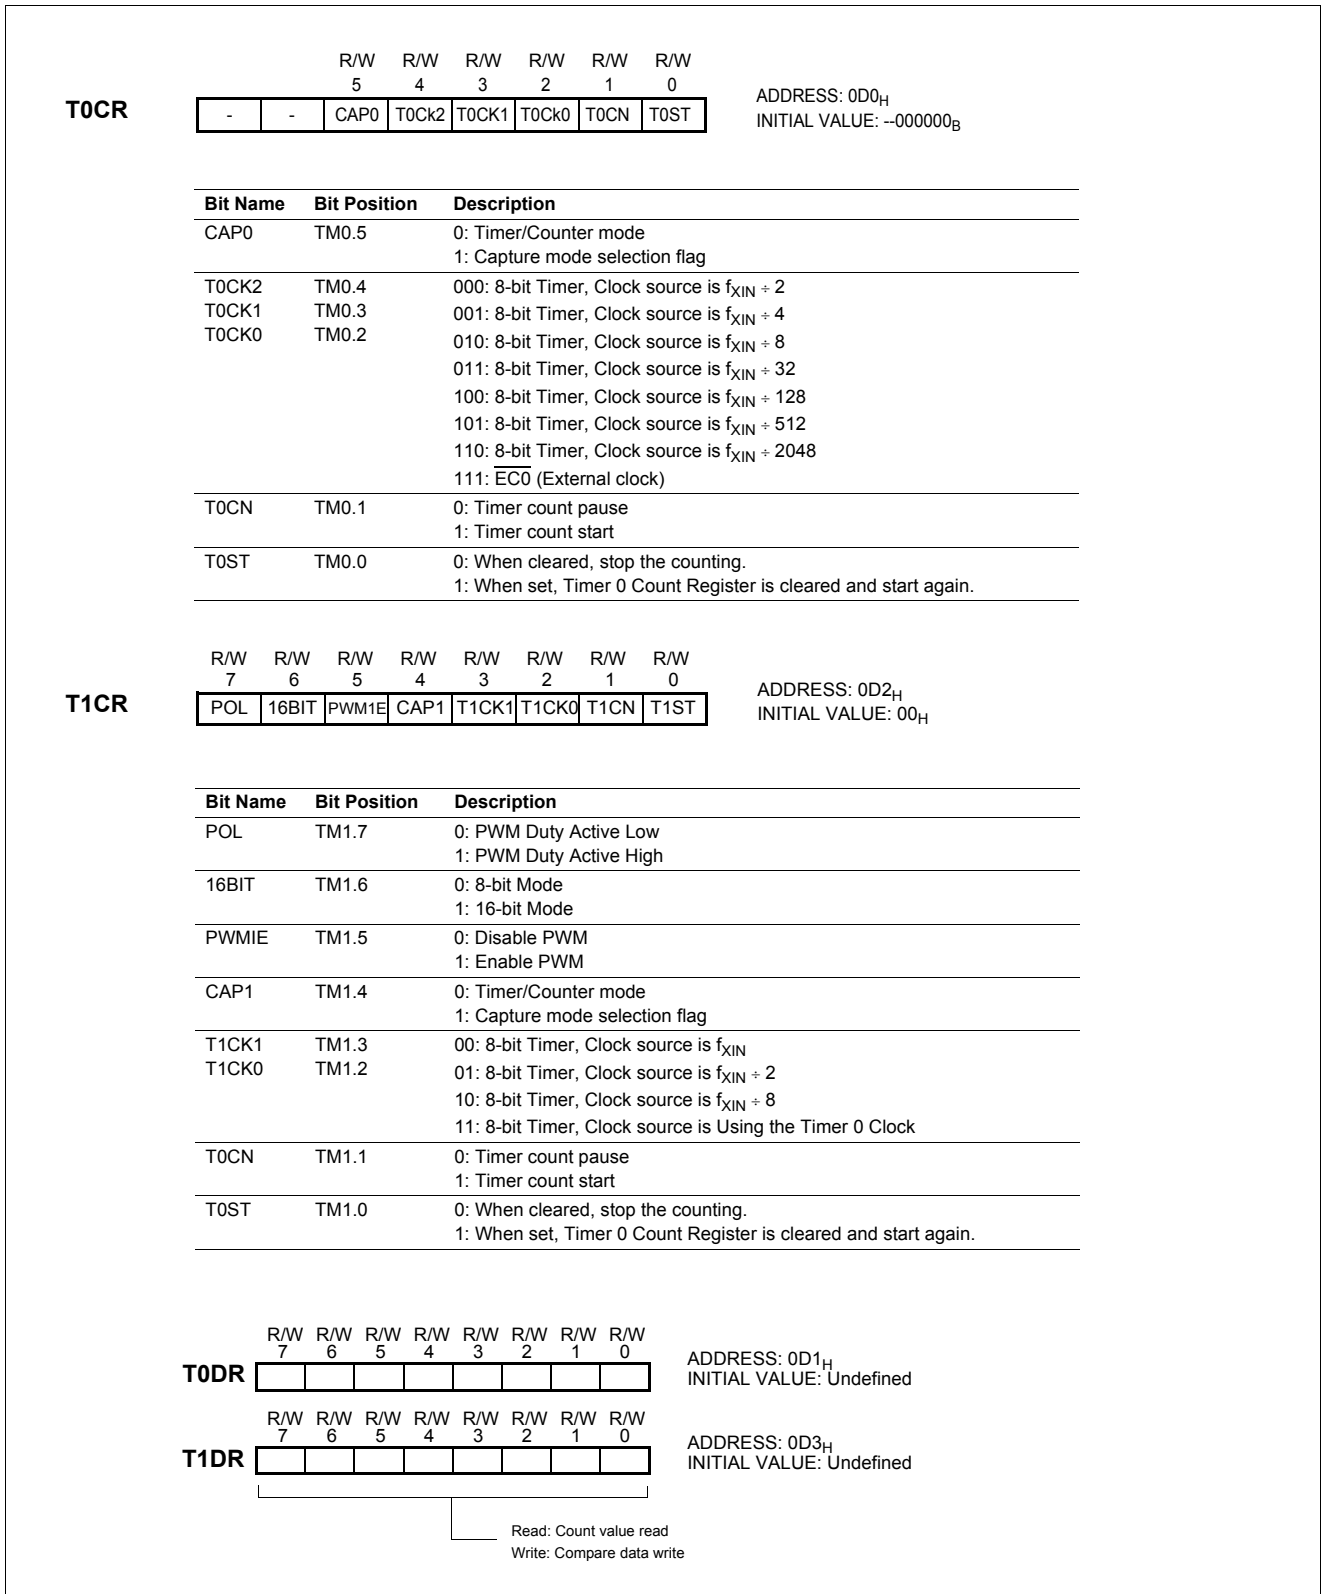 R/W R/W R/W R/W R/W R/W
5 4 3 2 1 0
T0CR - - CAP0 T0Ck2 T0CK1 T0Ck0 T0CN T0ST
ADDRESS: 0D0H
INITIAL VALUE: --000000B
Bit Name Bit Position Description
CAP0 TM0.5 0: Timer/Counter mode
1: Capture mode selection flag
T0CK2 TM0.4 000: 8-bit Timer, Clock source is fXIN ÷ 2
T0CK1 TM0.3 001: 8-bit Timer, Clock source is fXIN ÷ 4
T0CK0 TM0.2 010: 8-bit Timer, Clock source is fXIN ÷ 8
011: 8-bit Timer, Clock source is fXIN ÷ 32
100: 8-bit Timer, Clock source is fXIN ÷ 128
101: 8-bit Timer, Clock source is fXIN ÷ 512
110: 8-bit Timer, Clock source is fXIN ÷ 2048
111: EC0 (External clock)
T0CN TM0.1 0: Timer count pause
1: Timer count start
T0ST TM0.0 0: When cleared, stop the counting.
1: When set, Timer 0 Count Register is cleared and start again.
R/W R/W R/W R/W R/W R/W R/W R/W
7 6 5 4 3 2 1 0
T1CR POL 16BIT PWM1E CAP1 T1CK1 T1CK0 T1CN T1ST
ADDRESS: 0D2H
INITIAL VALUE: 00H
Bit Name Bit Position Description
POL TM1.7 0: PWM Duty Active Low
1: PWM Duty Active High
16BIT TM1.6 0: 8-bit Mode
1: 16-bit Mode
PWMIE TM1.5 0: Disable PWM
1: Enable PWM
CAP1 TM1.4 0: Timer/Counter mode
1: Capture mode selection flag
T1CK1 TM1.3 00: 8-bit Timer, Clock source is fXIN
T1CK0 TM1.2 01: 8-bit Timer, Clock source is fXIN ÷ 2
10: 8-bit Timer, Clock source is fXIN ÷ 8
11: 8-bit Timer, Clock source is Using the Timer 0 Clock
T0CN TM1.1 0: Timer count pause
1: Timer count start
T0ST TM1.0 0: When cleared, stop the counting.
1: When set, Timer 0 Count Register is cleared and start again.
R/W R/W R/W R/W R/W R/W R/W R/W
7 6 5 4 3 2 1 0
T0DR
ADDRESS: 0D1H
INITIAL VALUE: Undefined
R/W R/W R/W R/W R/W R/W R/W R/W
7 6 5 4 3 2 1 0
T1DR
ADDRESS: 0D3H
INITIAL VALUE: Undefined
Read: Count value read
Write: Compare data write